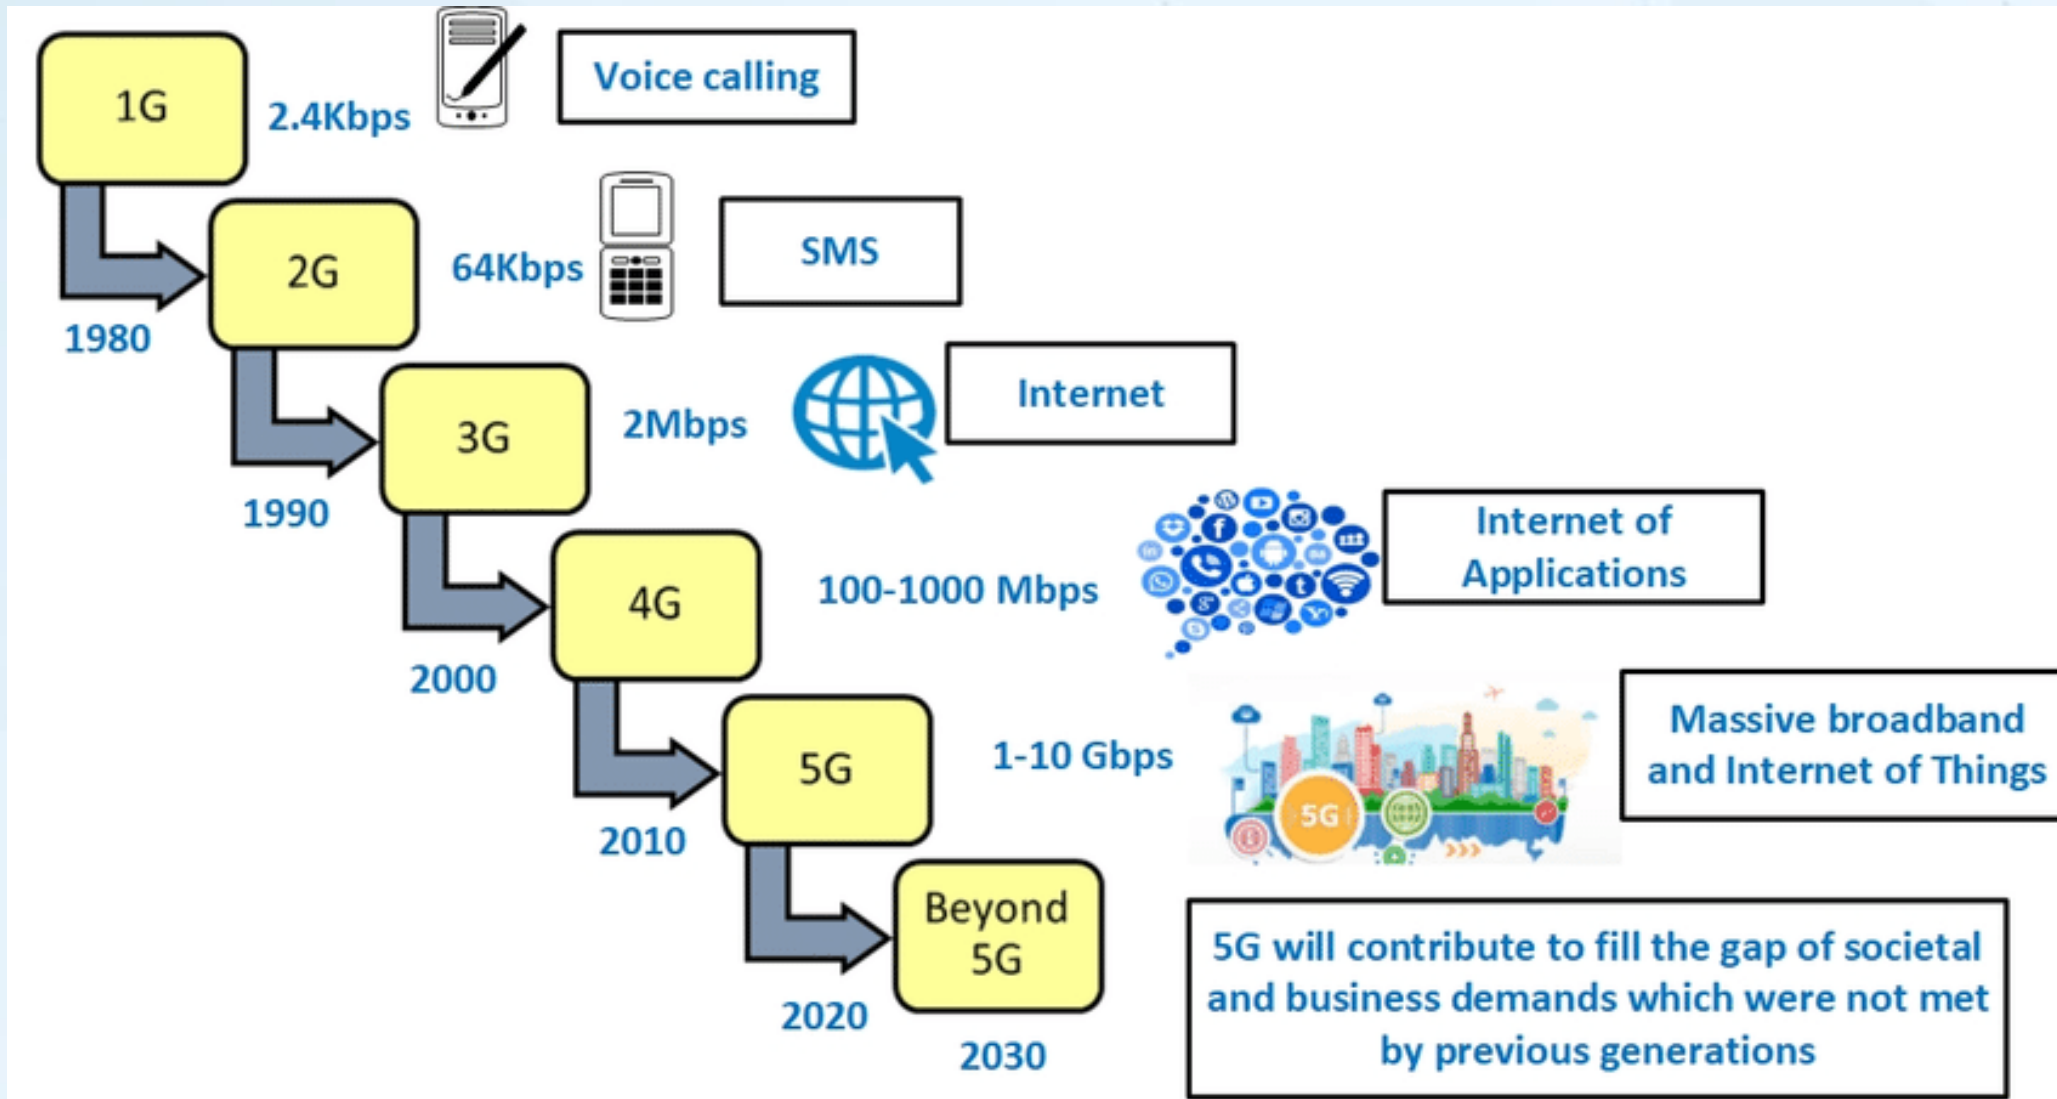 1G
2.4Kbps
Voice calling
1980
2G
64Kbps
SMS
1990
3G
2Mbps
Internet
2000
4G
100-1000 Mbps
Internet of
Applications
2010
5G
1-10 Gbps
5G
Massive broadband
and Internet of Things
2020
Beyond
5G
2030
5G will contribute to fill the gap of societal
and business demands which were not met
by previous generations